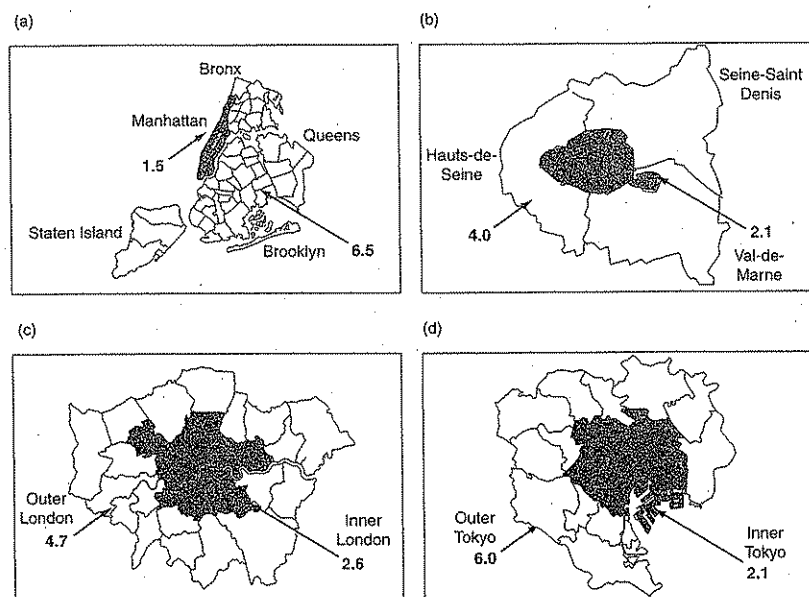 (a)
Bronx
Manhattan
1.5
Queens
Staten Island
6.5
Brooklyn
(b)
Seine-Saint
Denis
Hauts-de-
Seine
4.0
2.1
Val-de-
Marne
(c)
Outer
London
4.7
Inner
London
2.6
(d)
Outer
Tokyo
6.0
Inner
Tokyo
2.1